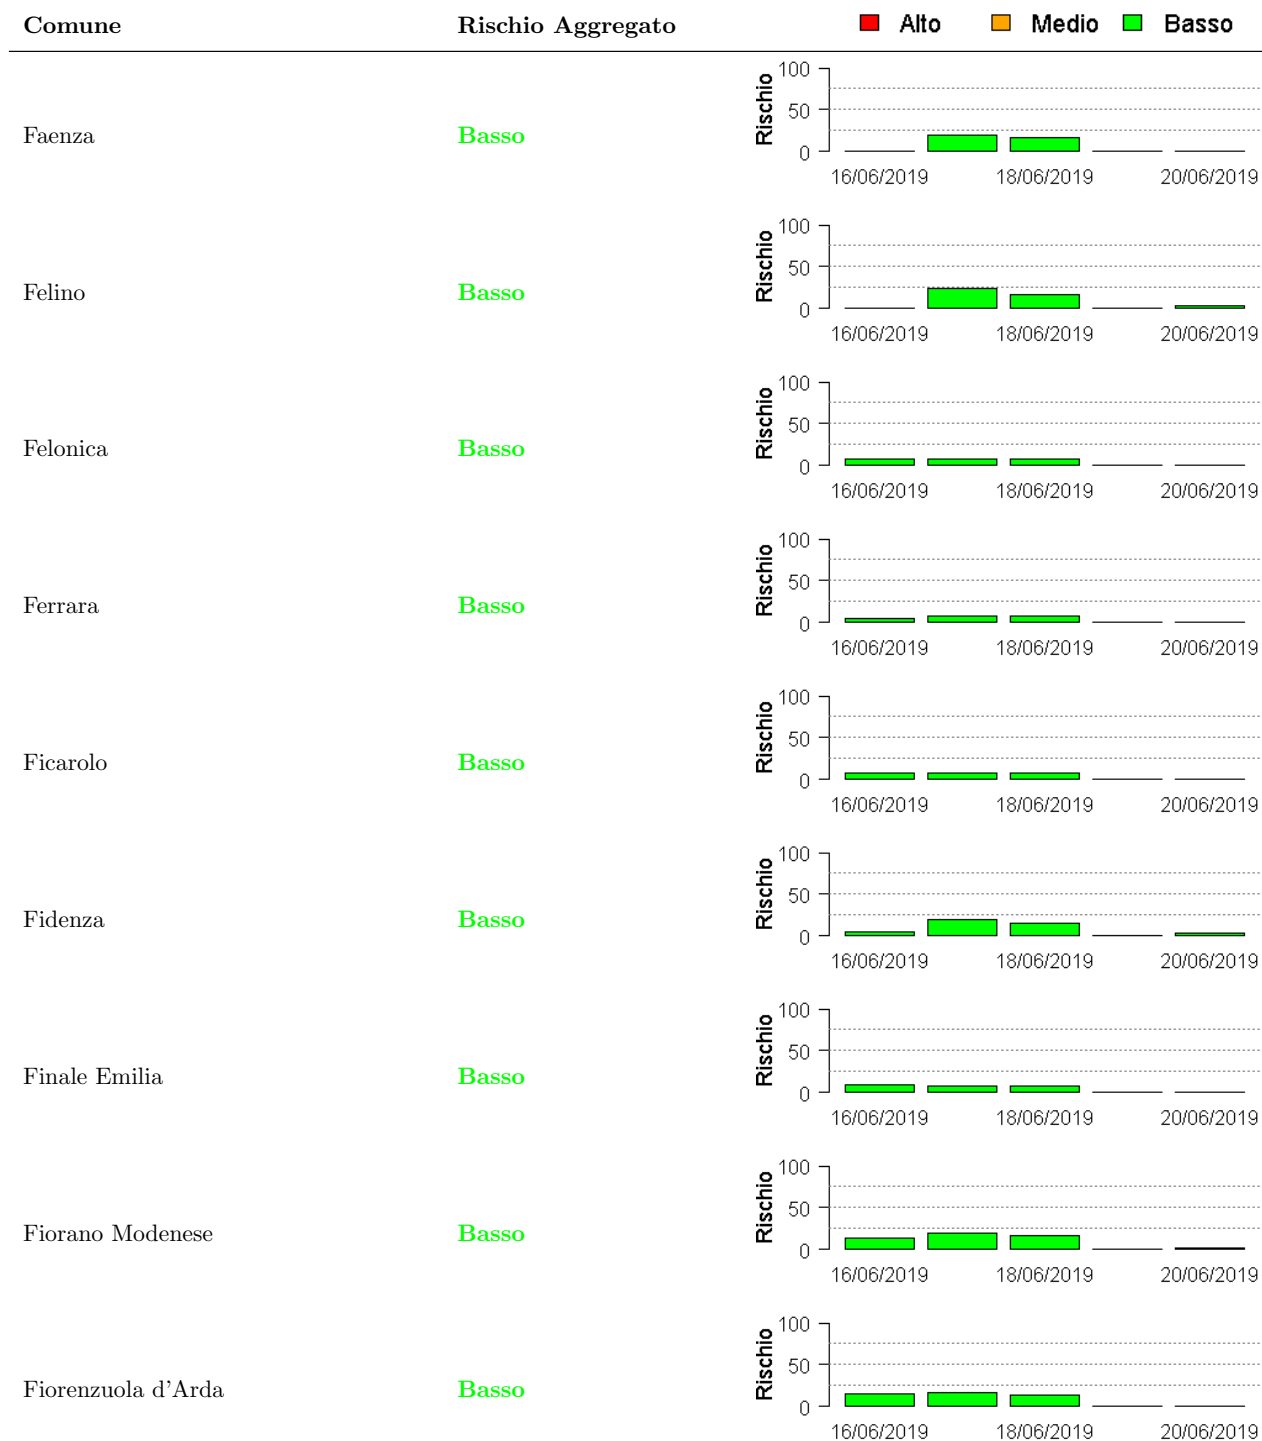 Comune Rischio Aggregato Alto Medio Basso
Faenza Basso Rischio 100 50 0
16/06/2019 18/06/2019 20/06/2019
Felino Basso Rischio 100 50 0
16/06/2019 18/06/2019 20/06/2019
Felonica Basso Rischio 100 50 0
16/06/2019 18/06/2019 20/06/2019
Ferrara Basso Rischio 100 50 0
16/06/2019 18/06/2019 20/06/2019
Ficarolo Basso Rischio 100 50 0
16/06/2019 18/06/2019 20/06/2019
Fidenza Basso Rischio 100 50 0
16/06/2019 18/06/2019 20/06/2019
Finale Emilia Basso Rischio 100 50 0
16/06/2019 18/06/2019 20/06/2019
Fiorano Modenese Basso Rischio 100 50 0
16/06/2019 18/06/2019 20/06/2019
Fiorenzuola d'Arda Basso Rischio 100 50 0
16/06/2019 18/06/2019 20/06/2019